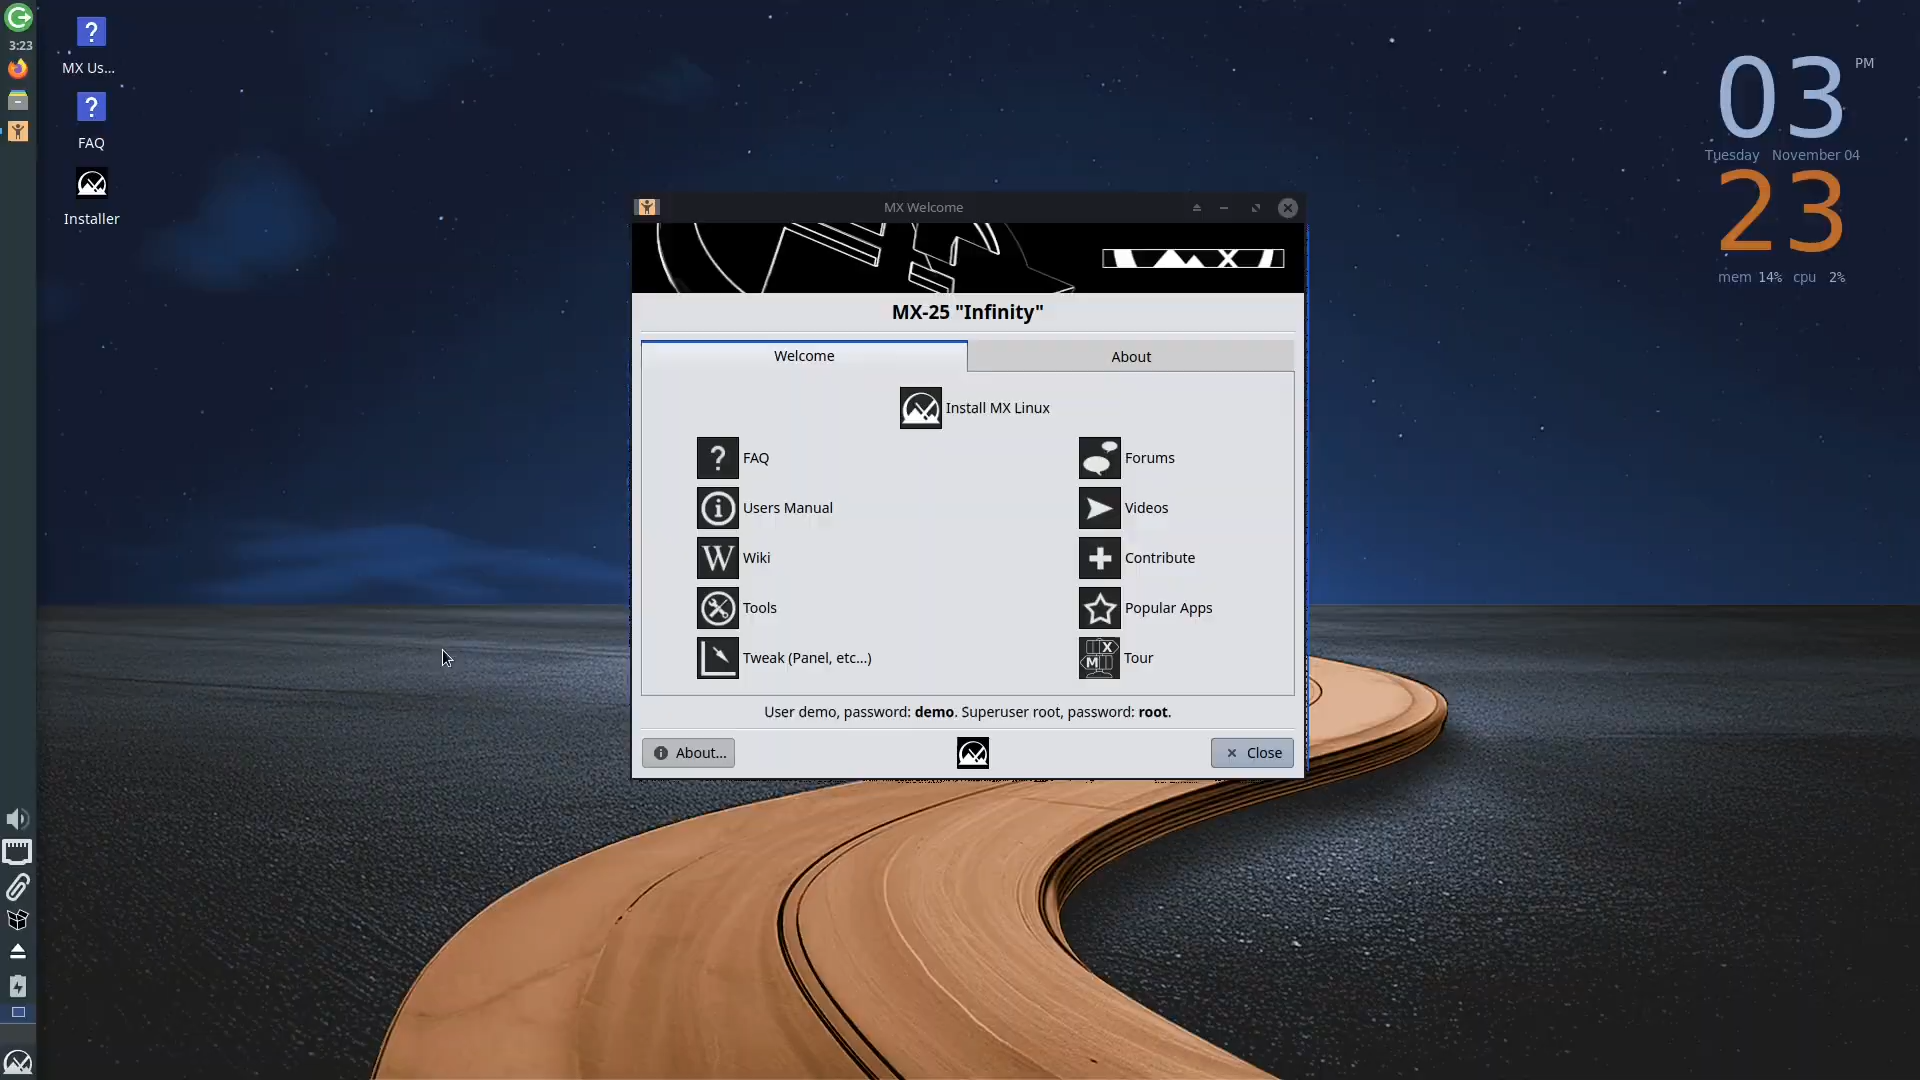 3:23
MX Us...
FAQ
Installer
03 PM
Tuesday November 04
23
mem 14% cpu 2%
MX Welcome
MX
MX-25 "Infinity"
Welcome About
Install MX Linux
FAQ
Forums
Users Manual
Videos
W Wiki
Contribute
Tools
Popular Apps
Tweak (Panel, etc...)
X M Tour
User demo, password: demo. Superuser root, password: root.
About... Close